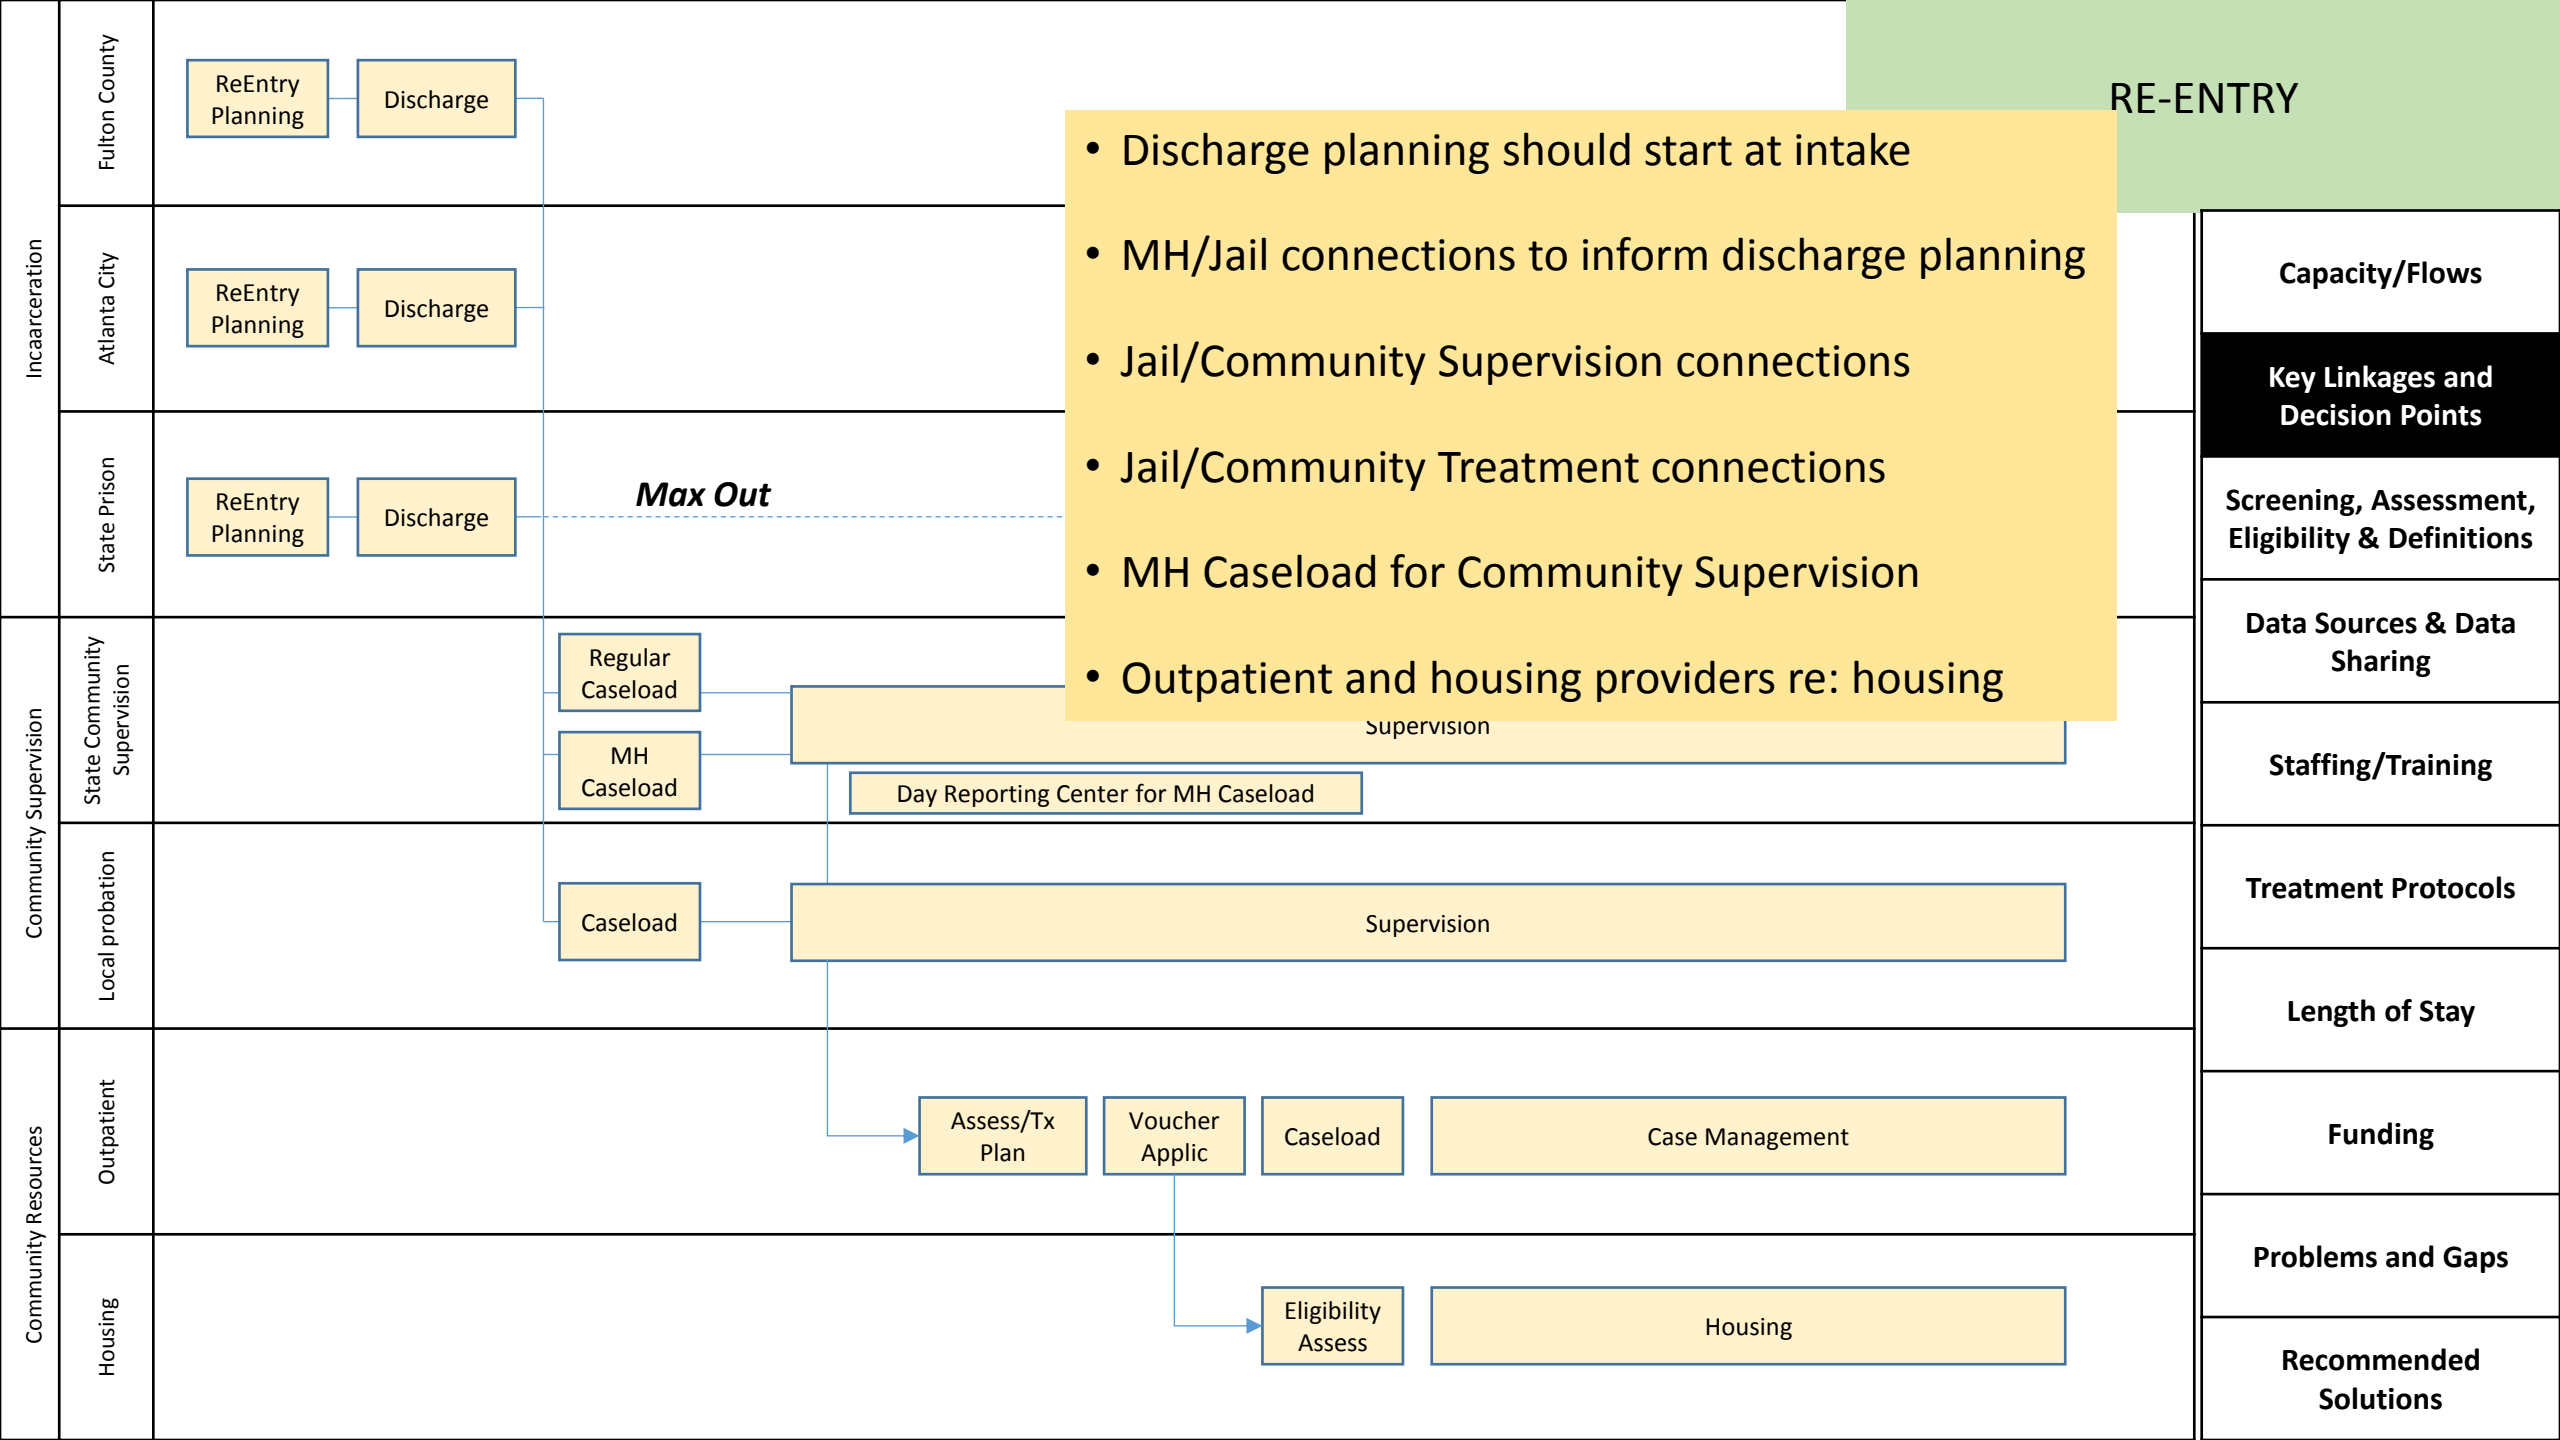 RE-ENTRY
Incarceration
Fulton County
ReEntry
Planning
Discharge
Atlanta City
ReEntry
Planning
Discharge
State Prison
ReEntry
Planning
Discharge
Max Out
• Discharge planning should start at intake
• MH/Jail connections to inform discharge planning
• Jail/Community Supervision connections
• Jail/Community Treatment connections
• MH Caseload for Community Supervision
• Outpatient and housing providers re: housing
Community Supervision
State Community
Supervision
Regular
Caseload
MH
Caseload
Supervision
Day Reporting Center for MH Caseload
Local probation
Caseload
Supervision
Community Resources
Outpatient
Assess/Tx
Plan
Voucher
Applic
Caseload
Case Management
Housing
Eligibility
Assess
Housing
Capacity/Flows
Key Linkages and
Decision Points
Screening, Assessment,
Eligibility & Definitions
Data Sources & Data
Sharing
Staffing/Training
Treatment Protocols
Length of Stay
Funding
Problems and Gaps
Recommended
Solutions